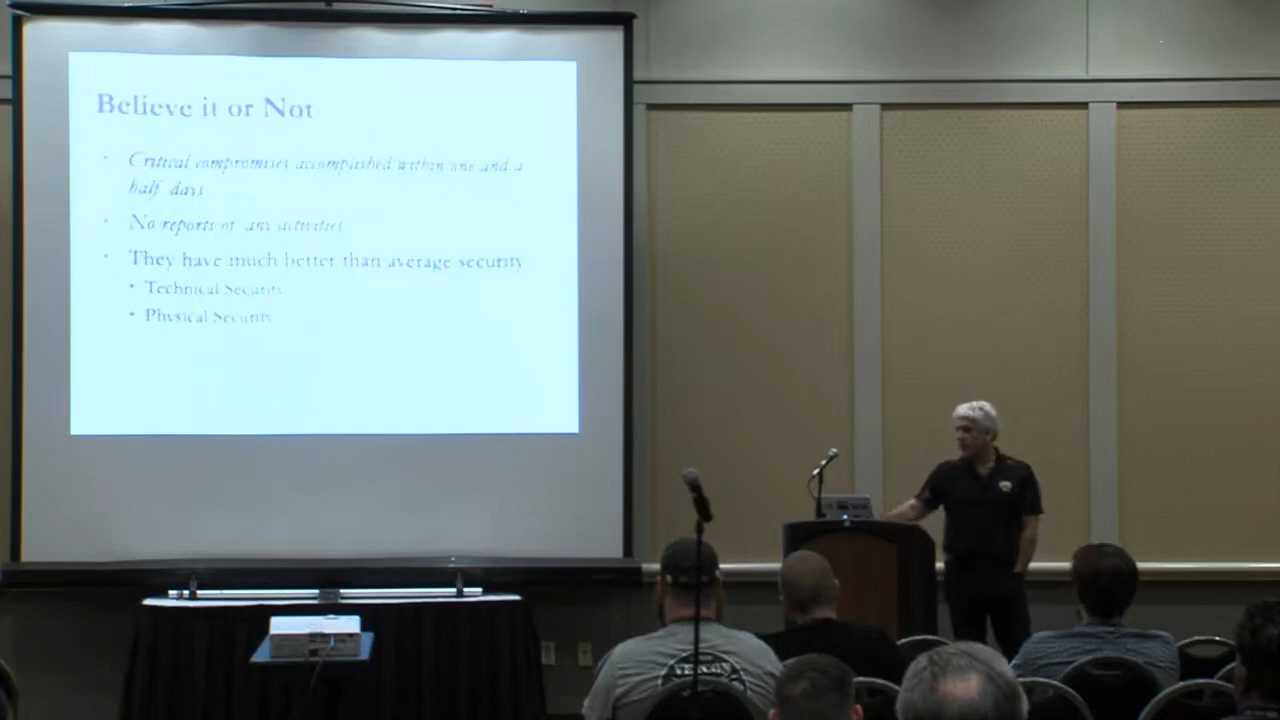 Believe it or Not
Critical compromises accomplished within one and a
half days
No reports of any activities
They have much better than average security
Technical Security
Physical Security